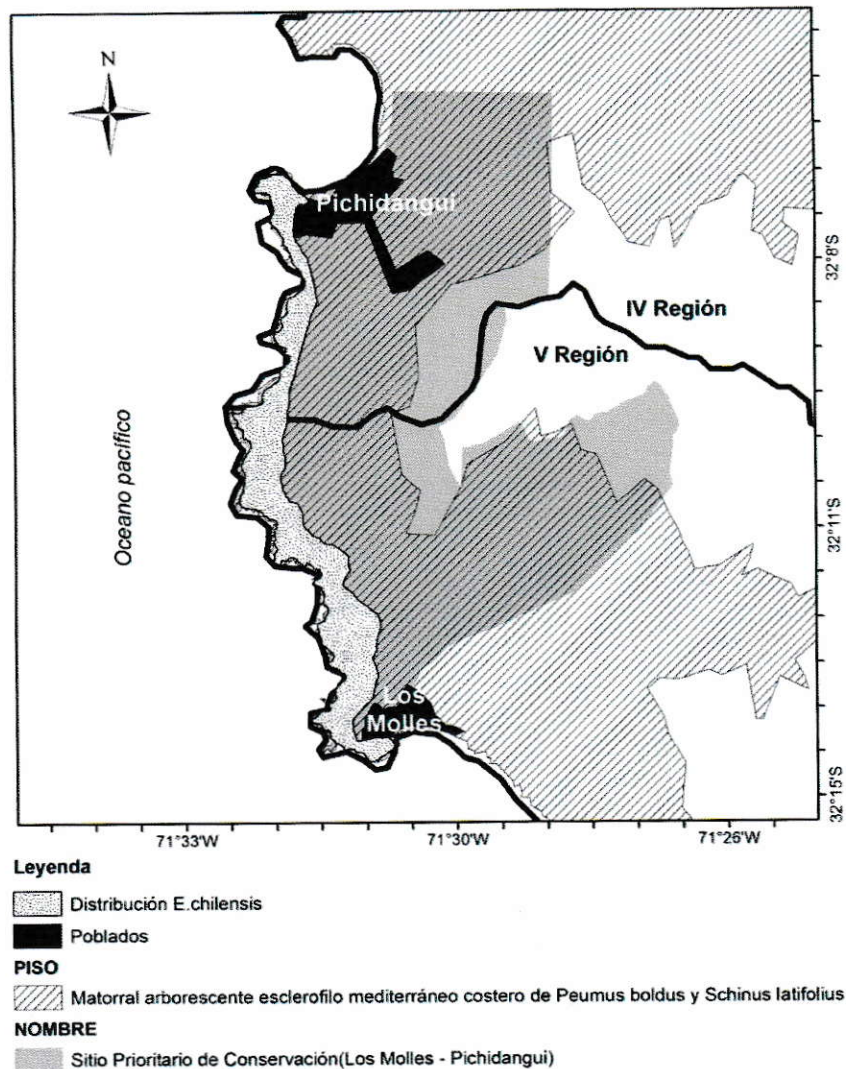 N
Pichidangui
32°8'S
IV Región
V Región
Oceano pacífico
32°11'S
Los
Molles
32°15'S
71°33'W
71°30'W
71°26'W
Leyenda
Distribución E.chilensis
Poblados
PISO
Matorral arborescente esclerofilo mediterráneo costero de Peumus boldus y Schinus latifolius
NOMBRE
Sitio Prioritario de Conservación(Los Molles - Pichidangui)